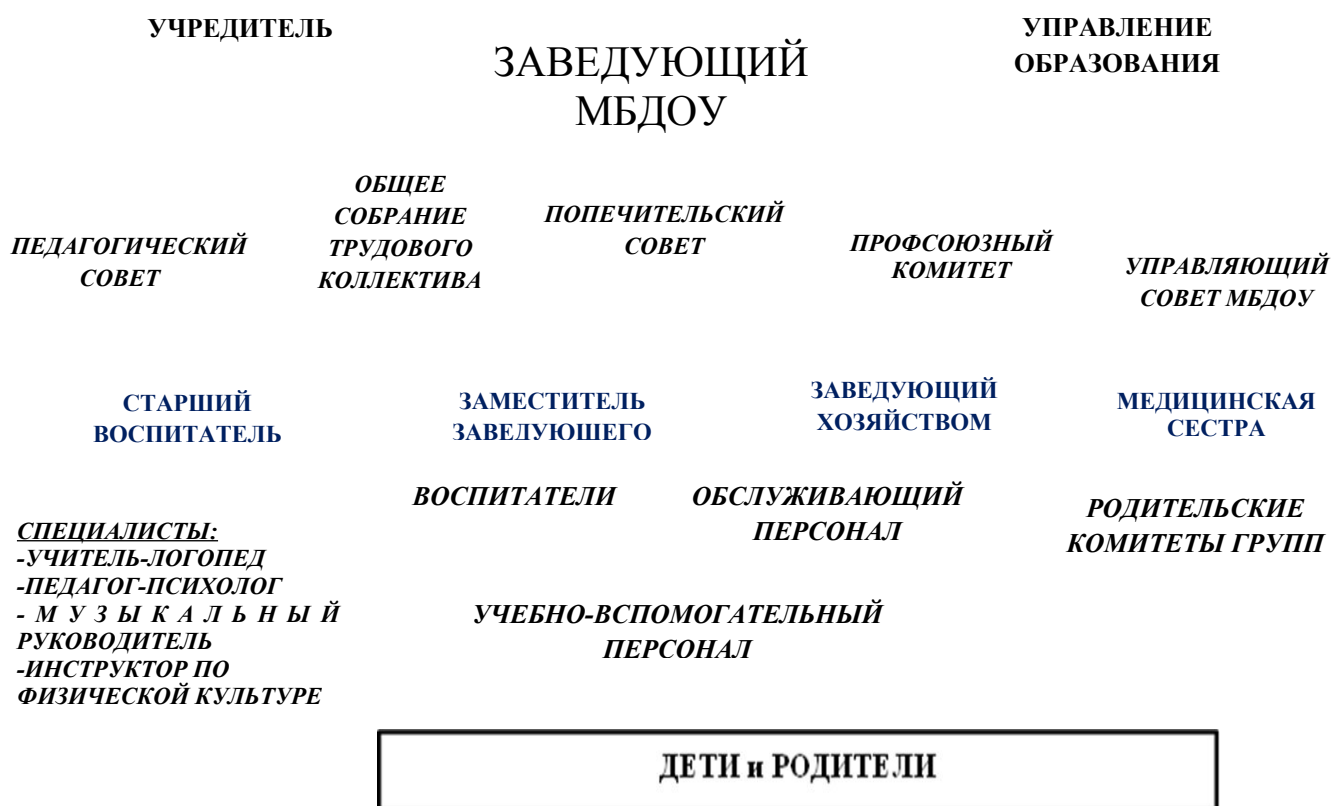 УЧРЕДИТЕЛЬ
ЗАВЕДУЮЩИЙ
МБДОУ
УПРАВЛЕНИЕ
ОБРАЗОВАНИЯ
ПЕДАГОГИЧЕСКИЙ
СОВЕТ
ОБЩЕЕ
СОБРАНИЕ
ТРУДОВОГО
КОЛЛЕКТИВА
ПОПЕЧИТЕЛЬСКИЙ
СОВЕТ
ПРОФСОЮЗНЫЙ
КОМИТЕТ
УПРАВЛЯЮЩИЙ
СОВЕТ МБДОУ
СТАРШИЙ
ВОСПИТАТЕЛЬ
ЗАМЕСТИТЕЛЬ
ЗАВЕДУЮЩЕГО
ЗАВЕДУЮЩИЙ
ХОЗЯЙСТВОМ
МЕДИЦИНСКАЯ
СЕСТРА
СПЕЦИАЛИСТЫ:
-УЧИТЕЛЬ-ЛОГОПЕД
-ПЕДАГОГ-ПСИХОЛОГ
- МУЗЫКАЛЬНЫЙ
РУКОВОДИТЕЛЬ
-ИНСТРУКТОР ПО
ФИЗИЧЕСКОЙ КУЛЬТУРЕ
ВОСПИТАТЕЛИ
ОБСЛУЖИВАЮЩИЙ
ПЕРСОНАЛ
РОДИТЕЛЬСКИЕ
КОМИТЕТЫ ГРУПП
УЧЕБНО-ВСПОМОГАТЕЛЬНЫЙ
ПЕРСОНАЛ
ДЕТИ и РОДИТЕЛИ